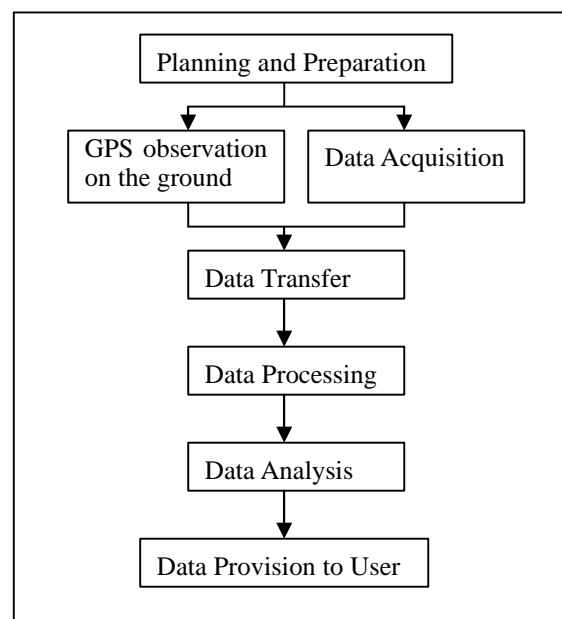 Planning and Preparation
GPS observation
on the ground
Data Acquisition
Data Transfer
Data Processing
Data Analysis
Data Provision to User